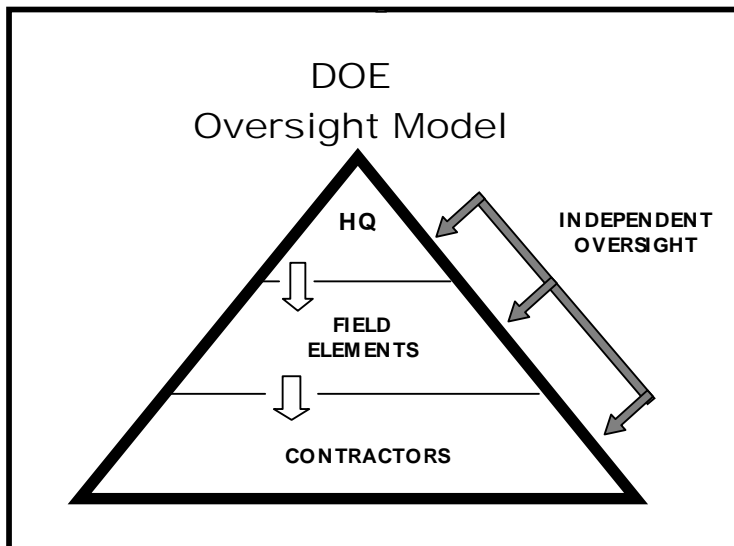 DOE
Oversight Model
HQ
INDEPENDENT
OVERSIGHT
FIELD
ELEMENTS
CONTRACTORS